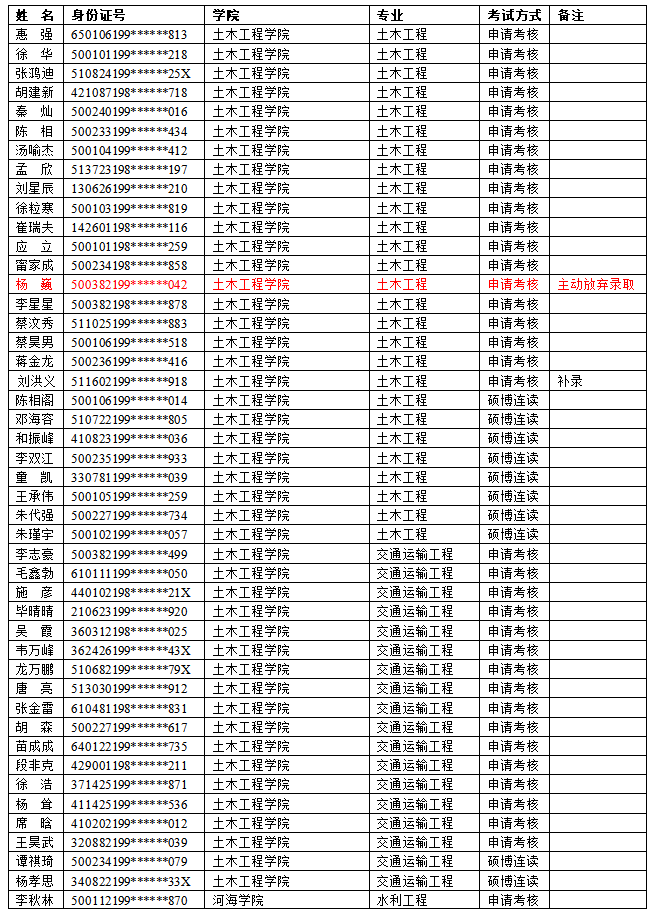 姓 名 身份证号 学院 专业 考试方式 备注
惠 强 650106199******813 土木工程学院 土木工程 申请考核
徐 华 500101199******218 土木工程学院 土木工程 申请考核
张鸿迪 510824199******25X 土木工程学院 土木工程 申请考核
胡建新 421087198******718 土木工程学院 土木工程 申请考核
秦 灿 500240199******016 土木工程学院 土木工程 申请考核
陈 相 500233199******434 土木工程学院 土木工程 申请考核
汤喻杰 500104199******412 土木工程学院 土木工程 申请考核
孟 欣 513723198******197 土木工程学院 土木工程 申请考核
刘星辰 130626199******210 土木工程学院 土木工程 申请考核
徐粒寒 500103199******819 土木工程学院 土木工程 申请考核
崔瑞夫 142601198******116 土木工程学院 土木工程 申请考核
应 立 500101198******259 土木工程学院 土木工程 申请考核
甯家成 500234198******858 土木工程学院 土木工程 申请考核
杨 巍 500382199******042 土木工程学院 土木工程 申请考核 主动放弃录取
李星星 500382198******878 土木工程学院 土木工程 申请考核
蔡汶秀 511025199******883 土木工程学院 土木工程 申请考核
蔡昊男 500106199******518 土木工程学院 土木工程 申请考核
蒋金龙 500236199******416 土木工程学院 土木工程 申请考核
刘洪义 511602199******918 土木工程学院 土木工程 申请考核 补录
陈相阁 500106199******014 土木工程学院 土木工程 硕博连读
邓海容 510722199******805 土木工程学院 土木工程 硕博连读
和振峰 410823199******036 土木工程学院 土木工程 硕博连读
李双江 500235199******933 土木工程学院 土木工程 硕博连读
童 凯 330781199******039 土木工程学院 土木工程 硕博连读
王承伟 500105199******259 土木工程学院 土木工程 硕博连读
朱代强 500227199******734 土木工程学院 土木工程 硕博连读
朱瑾宇 500102199******057 土木工程学院 土木工程 硕博连读
李志豪 500382199******499 土木工程学院 交通运输工程 申请考核
毛鑫勃 610111199******050 土木工程学院 交通运输工程 申请考核
施 彦 440102198******21X 土木工程学院 交通运输工程 申请考核
毕晴晴 210623199******920 土木工程学院 交通运输工程 申请考核
吴 霞 360312198******025 土木工程学院 交通运输工程 申请考核
韦万峰 362426199******43X 土木工程学院 交通运输工程 申请考核
龙万鹏 510682199******79X 土木工程学院 交通运输工程 申请考核
唐 亮 513030199******912 土木工程学院 交通运输工程 申请考核
张金雷 610481198******831 土木工程学院 交通运输工程 申请考核
胡 森 500227199******617 土木工程学院 交通运输工程 申请考核
苗成成 640122199******735 土木工程学院 交通运输工程 申请考核
段非克 429001198******211 土木工程学院 交通运输工程 申请考核
徐 浩 371425199******871 土木工程学院 交通运输工程 申请考核
杨 耸 411425199******536 土木工程学院 交通运输工程 申请考核
席 晗 410202199******012 土木工程学院 交通运输工程 申请考核
王昊武 320882199******039 土木工程学院 交通运输工程 申请考核
谭祺琦 500234199******079 土木工程学院 交通运输工程 硕博连读
杨孝思 340822199******33X 土木工程学院 交通运输工程 硕博连读
李秋林 500112199******870 河海学院 水利工程 申请考核